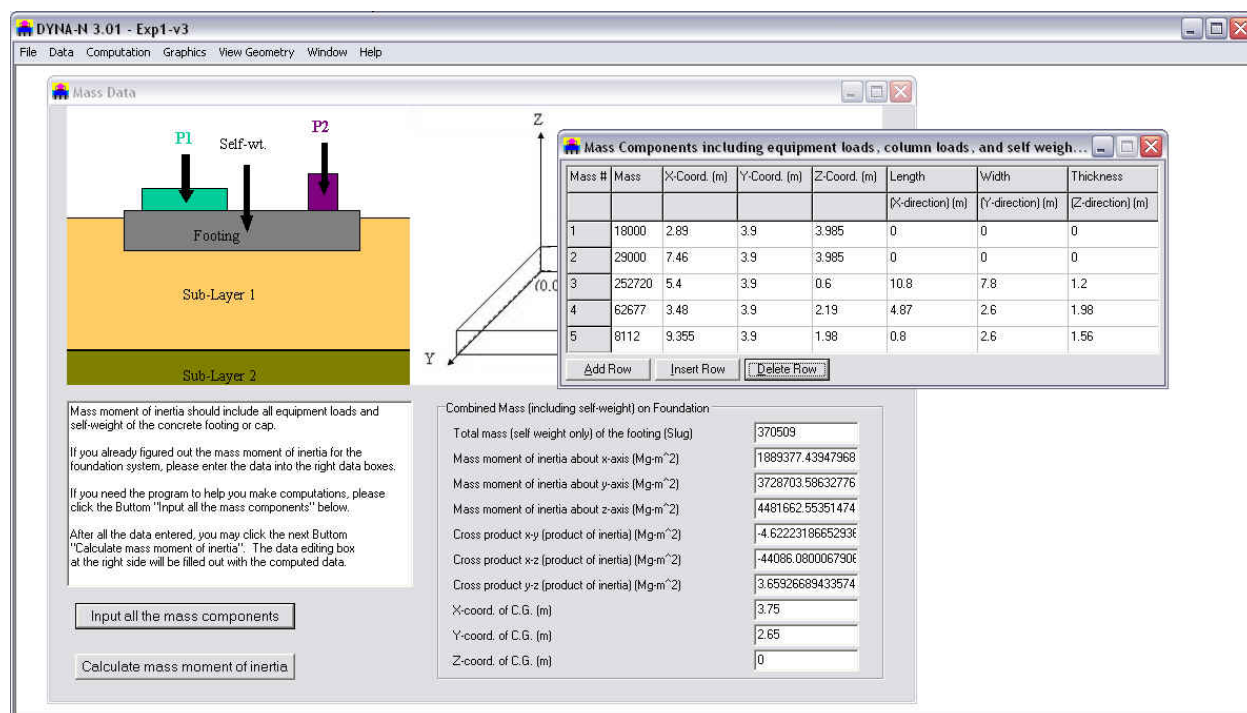 DYNA-N 3.01 - Exp1-v3
File Data Computation Graphics View Geometry Window Help
Mass Data
P1
Self-wt.
P2
Footing
Sub-Layer 1
Sub-Layer 2
Z
(0.0
Y
Mass Components including equipment loads, column loads, and self weigh...
Mass # Mass X-Coord. (m) Y-Coord. (m) Z-Coord. (m) Length Width Thickness
(X-direction) (m) (Y-direction) (m) (Z-direction) (m)
1 18000 2.89 3.9 3.985 0 0 0
2 29000 7.46 3.9 3.985 0 0 0
3 252720 5.4 3.9 0.6 10.8 7.8 1.2
4 62677 3.48 3.9 2.19 4.87 2.6 1.98
5 8112 9.355 3.9 1.98 0.8 2.6 1.56
Add Row Insert Row Delete Row
Mass moment of inertia should include all equipment loads and
self-weight of the concrete footing or cap.
If you already figured out the mass moment of inertia for the
foundation system, please enter the data into the right data boxes.
If you need the program to help you make computations, please
click the Buttom "Input all the mass components" below.
After all the data entered, you may click the next Buttom
"Calculate mass moment of inertia". The data editing box
at the right side will be filled out with the computed data.
Input all the mass components
Calculate mass moment of inertia
Combined Mass (including self-weight) on Foundation
Total mass (self weight only) of the footing (Slug) 370509
Mass moment of inertia about x-axis (Mg-m^2) 1889377.43947968
Mass moment of inertia about y-axis (Mg-m^2) 3728703.58632776
Mass moment of inertia about z-axis (Mg-m^2) 4481662.55351474
Cross product x-y (product of inertia) (Mg-m^2) -4.62223186652936
Cross product x-z (product of inertia) (Mg-m^2) -44086.0800067906
Cross product y-z (product of inertia) (Mg-m^2) 3.65926689433574
X-coord. of C.G. (m) 3.75
Y-coord. of C.G. (m) 2.65
Z-coord. of C.G. (m) 0